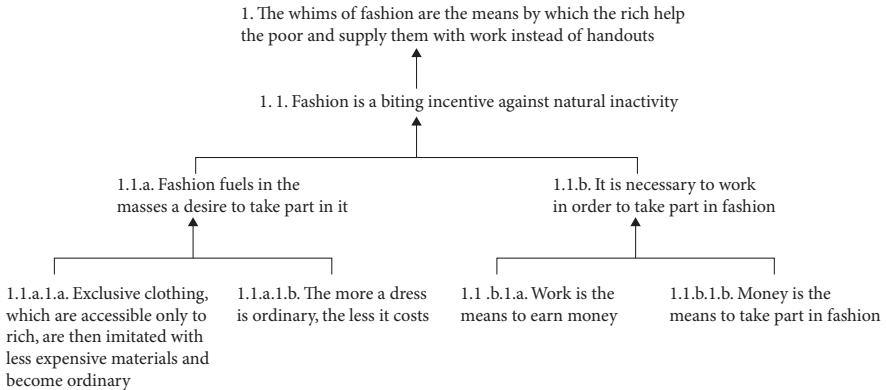 1. The whims of fashion are the means by which the rich help
the poor and supply them with work instead of handouts
1. 1. Fashion is a biting incentive against natural inactivity
1.1.a. Fashion fuels in the
masses a desire to take part in it
1.1.b. It is necessary to work
in order to take part in fashion
1.1.a.1.a. Exclusive clothing,
which are accessible only to
rich, are then imitated with
less expensive materials and
become ordinary
1.1.a.1.b. The more a dress
is ordinary, the less it costs
1.1 .b.1.a. Work is the
means to earn money
1.1.b.1.b. Money is the
means to take part in fashion